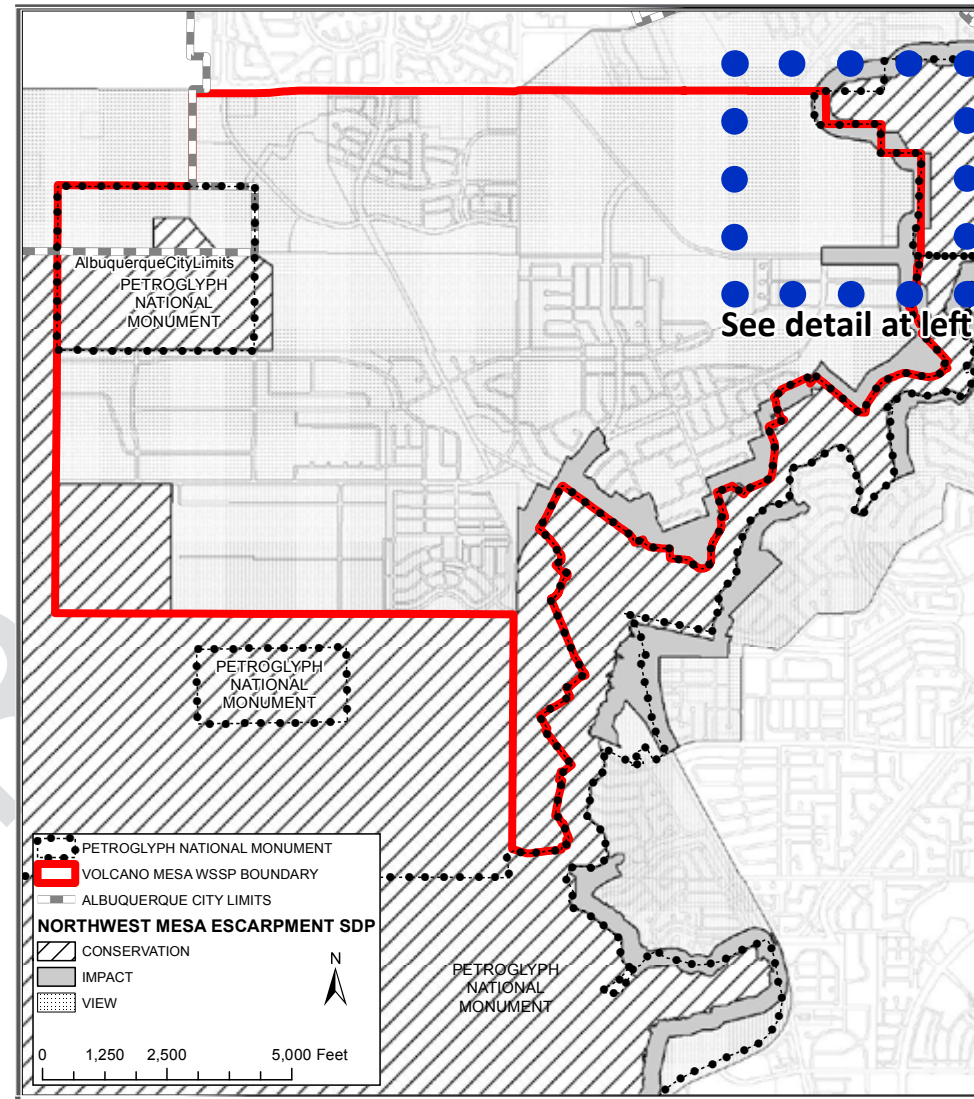 See detail at left
AlbuquerqueCityLimits
PETROGLYPH
NATIONAL
MONUMENT
PETROGLYPH
NATIONAL
MONUMENT
PETROGLYPH
NATIONAL
MONUMENT
PETROGLYPH NATIONAL MONUMENT
VOLCANO MESA WSSP BOUNDARY
ALBUQUERQUE CITY LIMITS
NORTHWEST MESA ESCARPMENT SDP
CONSERVATION
IMPACT
VIEW
N
0 1,250 2,500 5,000 Feet